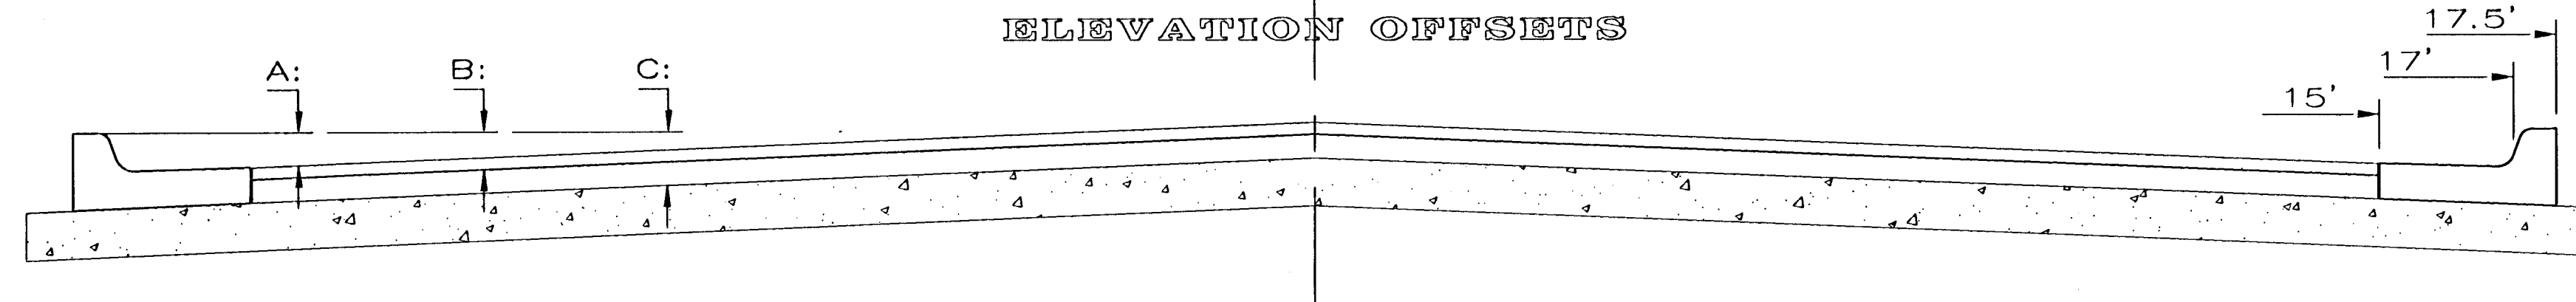 ELEVATION OFFSETS
17.5'
17'
15'
A:
B:
C: